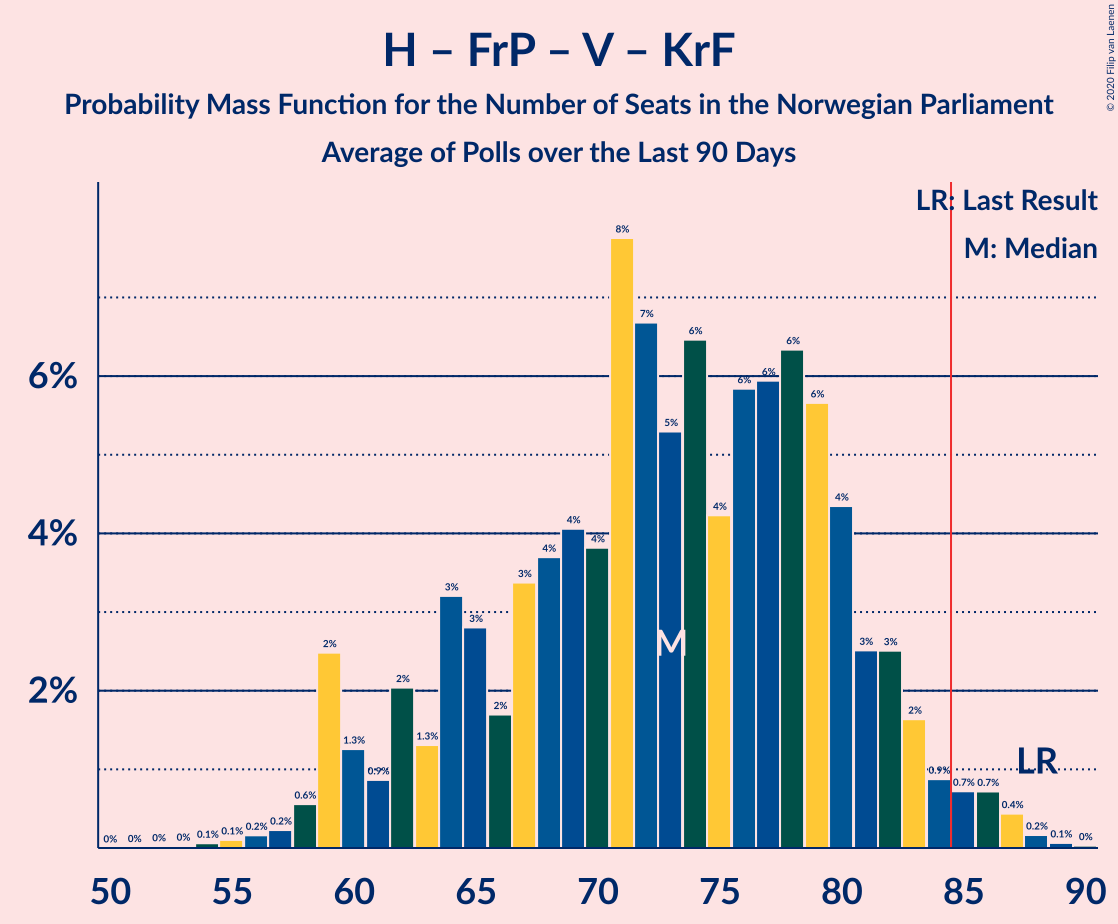 H – FrP – V – KrF
Probability Mass Function for the Number of Seats in the Norwegian Parliament
Average of Polls over the Last 90 Days
© 2020 Filip van Laenen
LR: Last Result
M: Median
6%
4%
2%
0% 0% 0% 0% 0.1% 0.1% 0.2% 0.2% 0.6% 2% 1.3% 0.9% 2% 1.3% 3% 3% 2% 3% 4% 4% 4% 8% 7% 5% 6% 4% 6% 6% 6% 6% 4% 3% 3% 2% 0.9% 0.7% 0.7% 0.4% 0.2% 0.1% 0%
M
LR
50 55 60 65 70 75 80 85 90